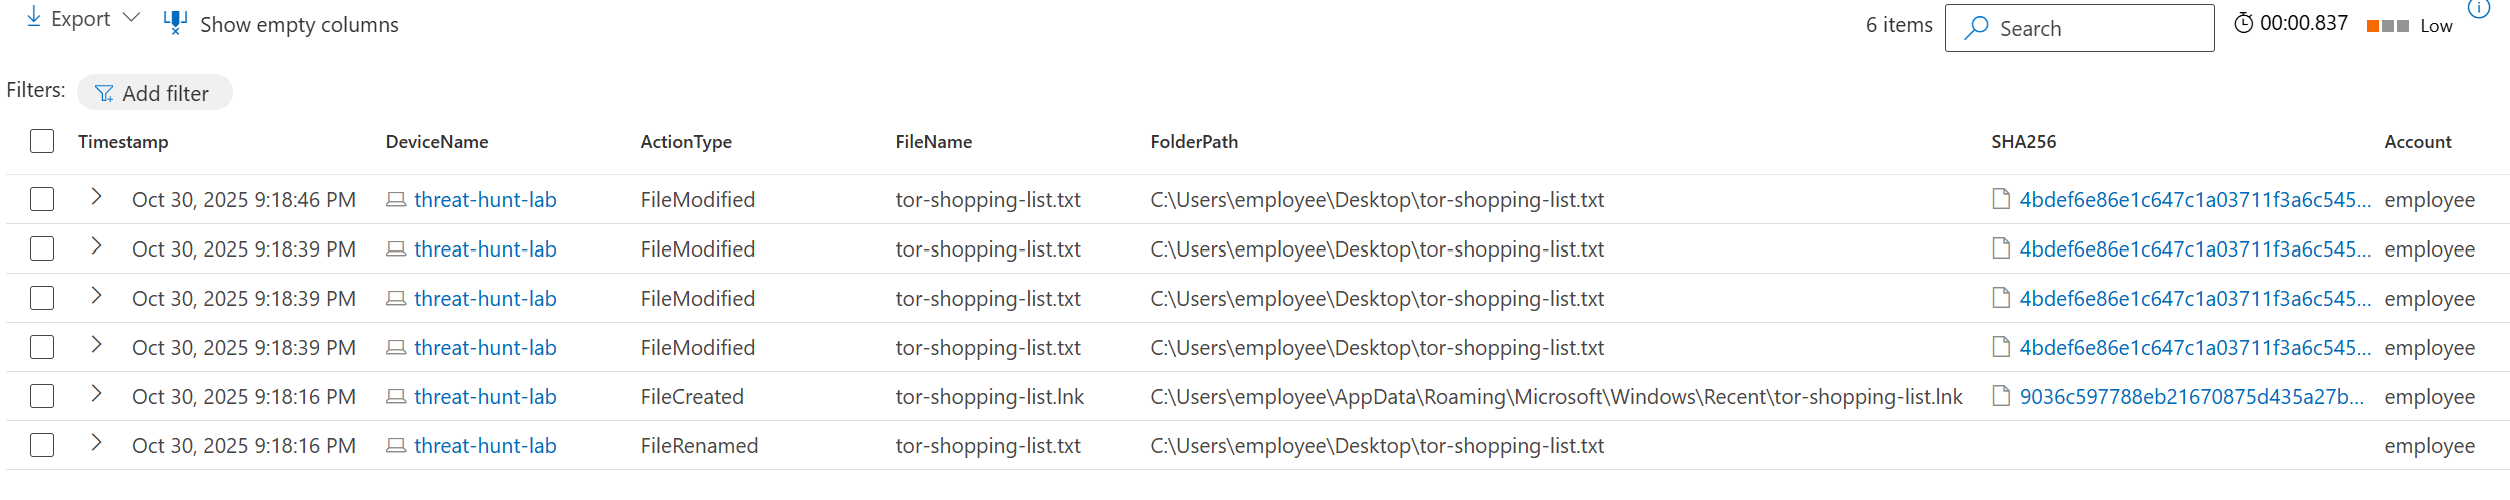 Export Show empty columns 6 items Search 00:00.837 Low
Filters: Add filter
Timestamp DeviceName ActionType FileName FolderPath SHA256 Account
Oct 30, 2025 9:18:46 PM threat-hunt-lab FileModified tor-shopping-list.txt C:\Users\employee\Desktop\tor-shopping-list.txt 4bdef6e86e1c647c1a03711f3a6c545... employee
Oct 30, 2025 9:18:39 PM threat-hunt-lab FileModified tor-shopping-list.txt C:\Users\employee\Desktop\tor-shopping-list.txt 4bdef6e86e1c647c1a03711f3a6c545... employee
Oct 30, 2025 9:18:39 PM threat-hunt-lab FileModified tor-shopping-list.txt C:\Users\employee\Desktop\tor-shopping-list.txt 4bdef6e86e1c647c1a03711f3a6c545... employee
Oct 30, 2025 9:18:39 PM threat-hunt-lab FileModified tor-shopping-list.txt C:\Users\employee\Desktop\tor-shopping-list.txt 4bdef6e86e1c647c1a03711f3a6c545... employee
Oct 30, 2025 9:18:16 PM threat-hunt-lab FileCreated tor-shopping-list.lnk C:\Users\employee\AppData\Roaming\Microsoft\Windows\Recent\tor-shopping-list.lnk 9036c597788eb21670875d435a27b... employee
Oct 30, 2025 9:18:16 PM threat-hunt-lab FileRenamed tor-shopping-list.txt C:\Users\employee\Desktop\tor-shopping-list.txt employee